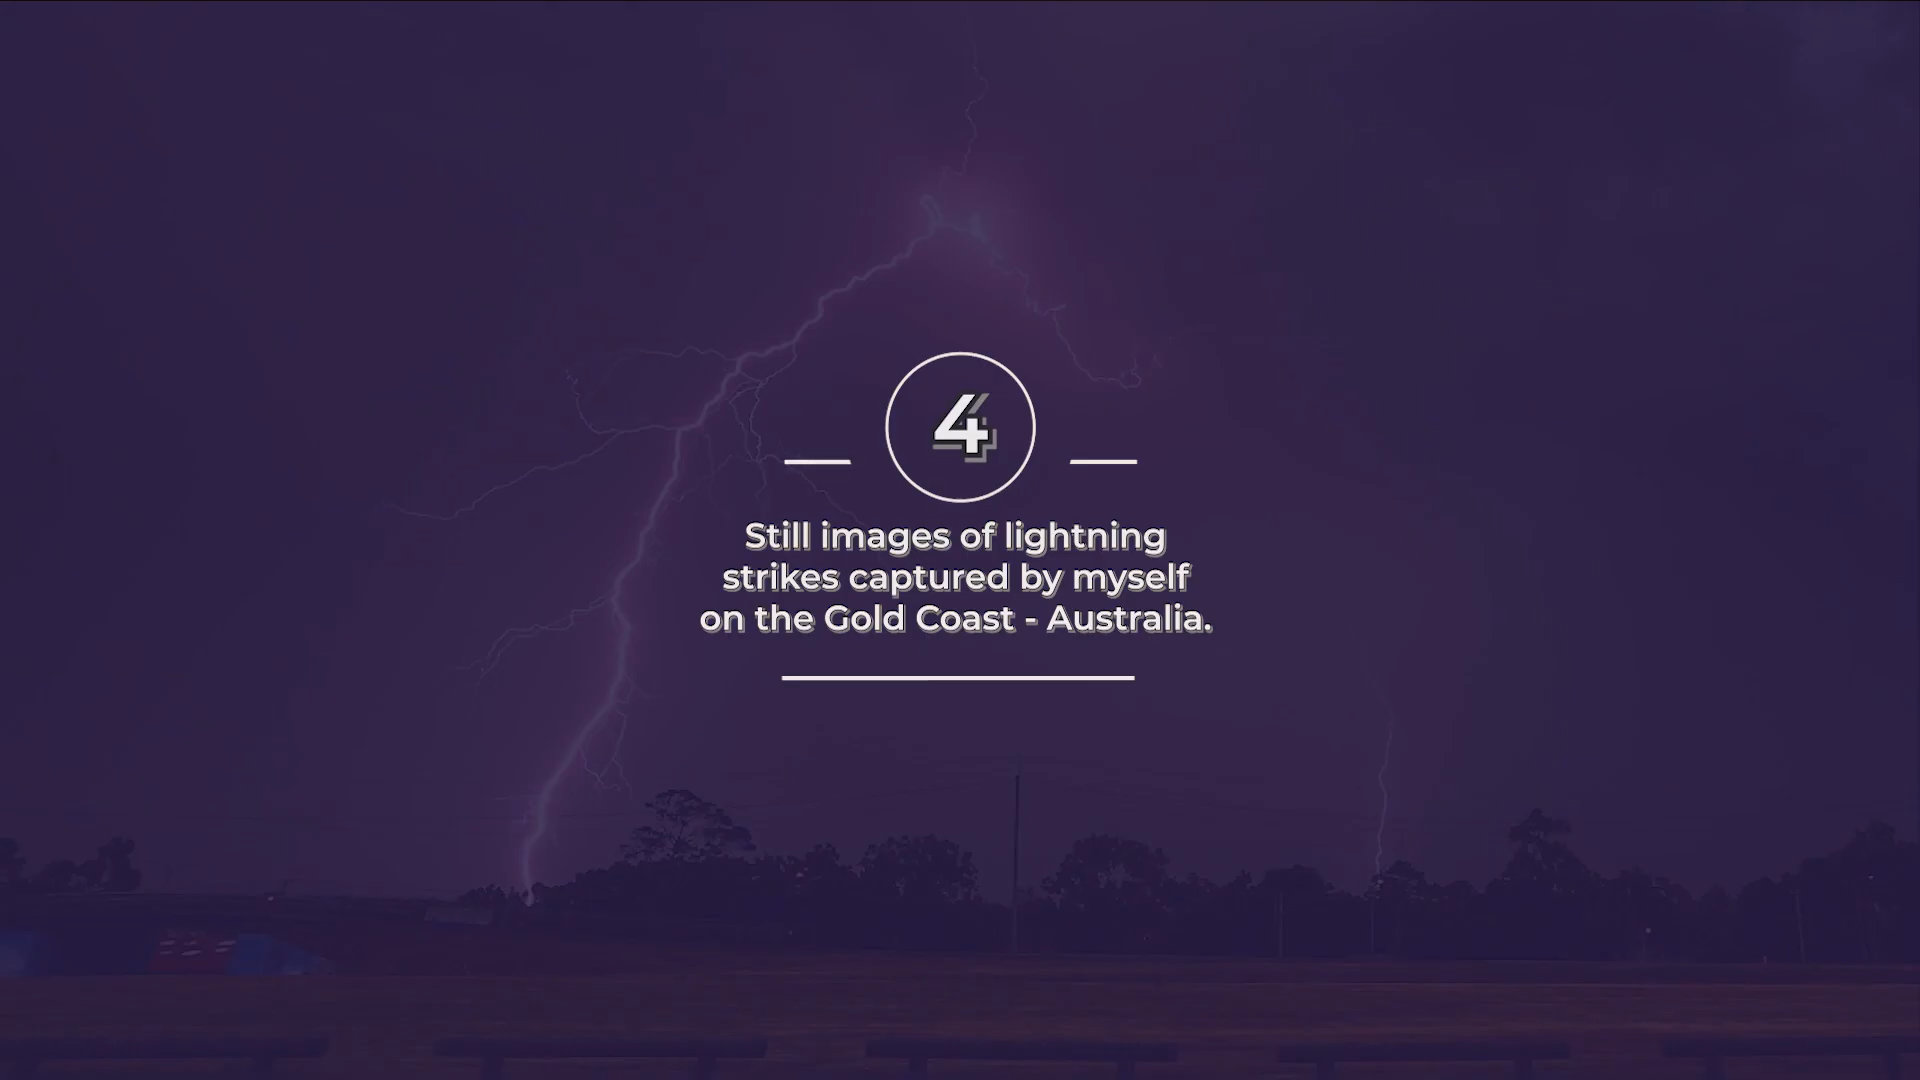 4
Still images of lightning
strikes captured by myself
on the Gold Coast - Australia.